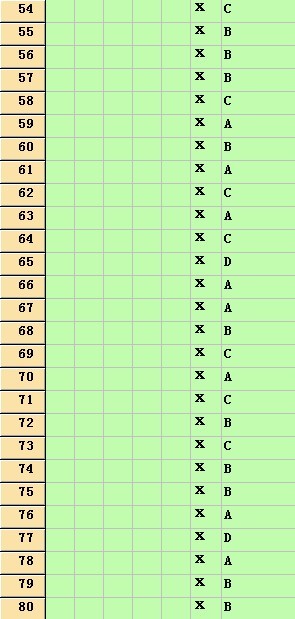 54 X C
55 X B
56 X B
57 X B
58 X C
59 X A
60 X B
61 X A
62 X C
63 X A
64 X C
65 X D
66 X A
67 X A
68 X B
69 X C
70 X A
71 X C
72 X B
73 X C
74 X B
75 X B
76 X A
77 X D
78 X A
79 X B
80 X B